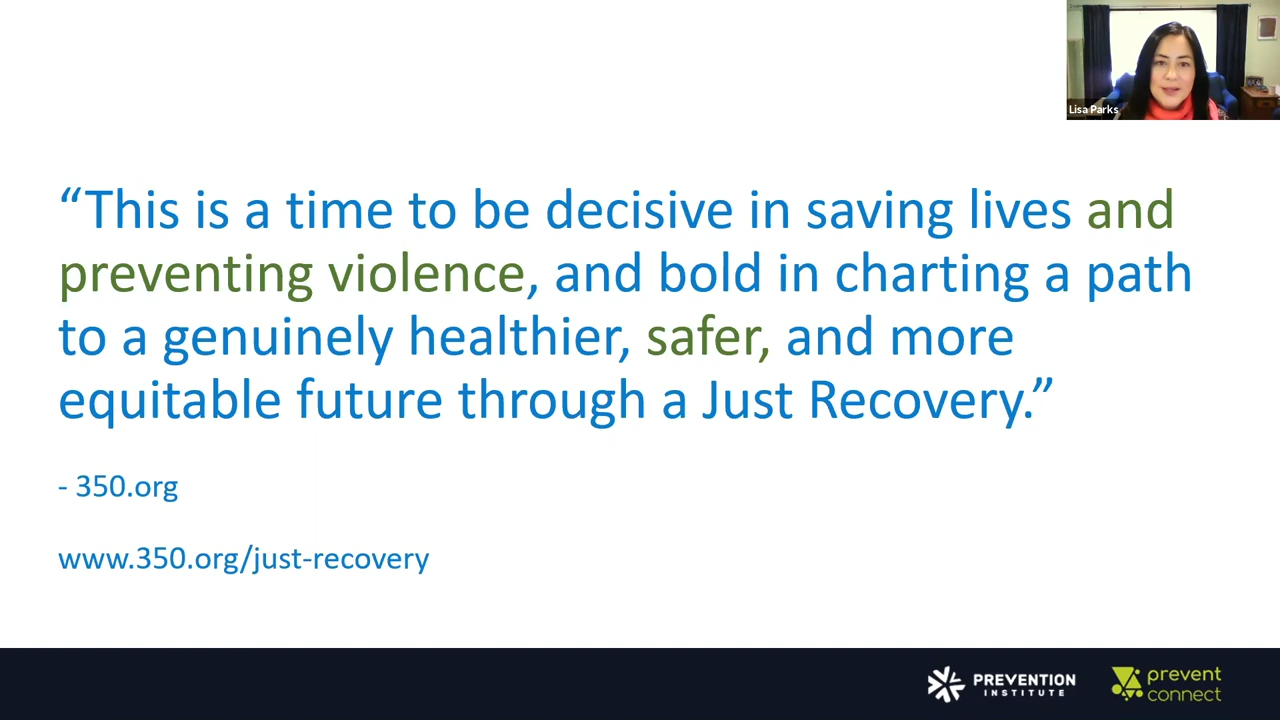 Lisa Parks
“This is a time to be decisive in saving lives and
preventing violence, and bold in charting a path
to a genuinely healthier, safer, and more
equitable future through a Just Recovery.”
- 350.org
www.350.org/just-recovery
PREVENTION
INSTITUTE
prevent
connect